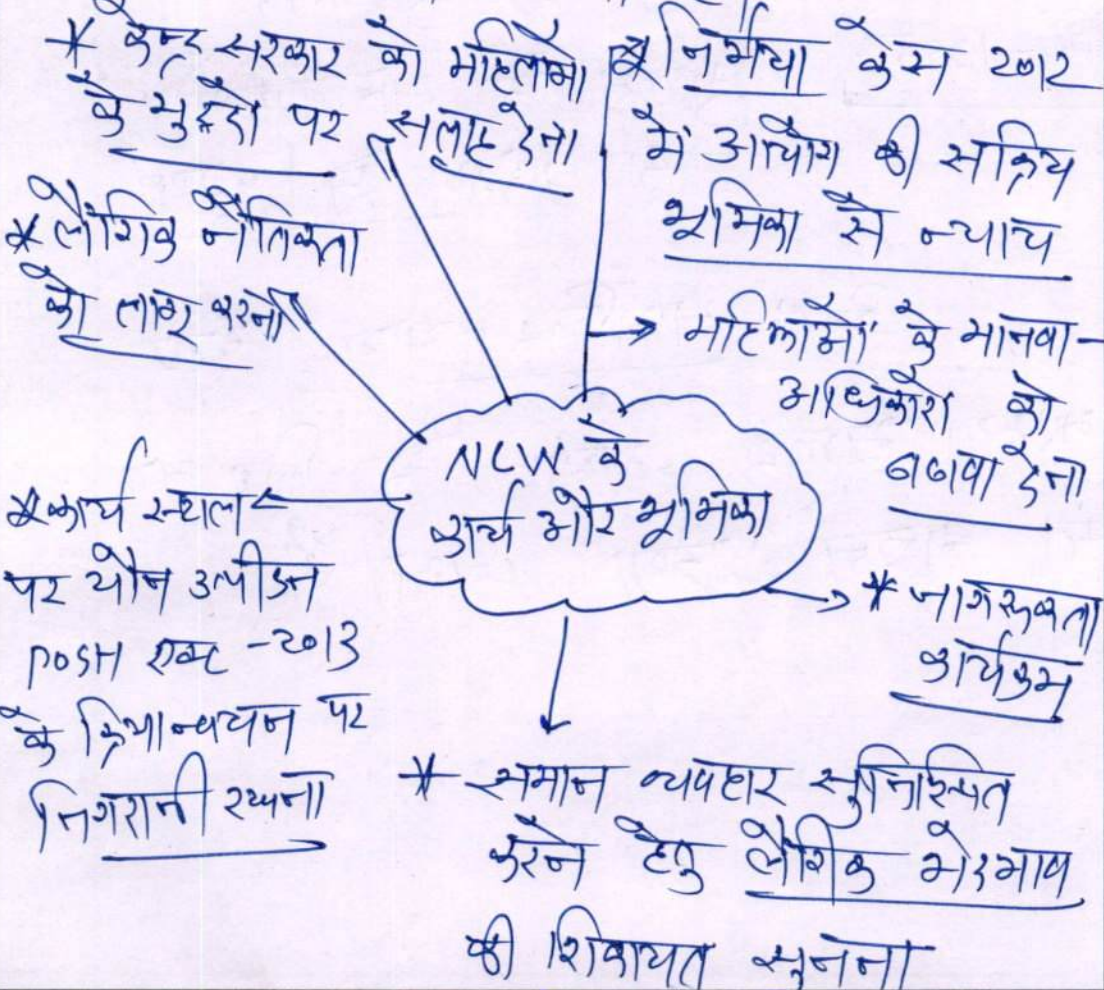 * केन्द्र सरकार को महिलाओं
के मुद्दों पर सलाह देना
* लैंगिक नैतिकता
को लागू करना
* कार्य स्थल
पर यौन उत्पीडन
POSH एक्ट -2013
के क्रियान्वयन पर
निगरानी रखना
NCW के
कार्य और भूमिका
* निर्भया केस 2012
में आयोग की सक्रिय
भूमिका से न्याय
→ महिलाओं के मानवा-
अधिकारों को
बढावा देना
* जागरूकता
कार्यक्रम
* समान व्यवहार सुनिश्चित
करने हेतु लैंगिक भेदभाव
की शिकायत सुनना